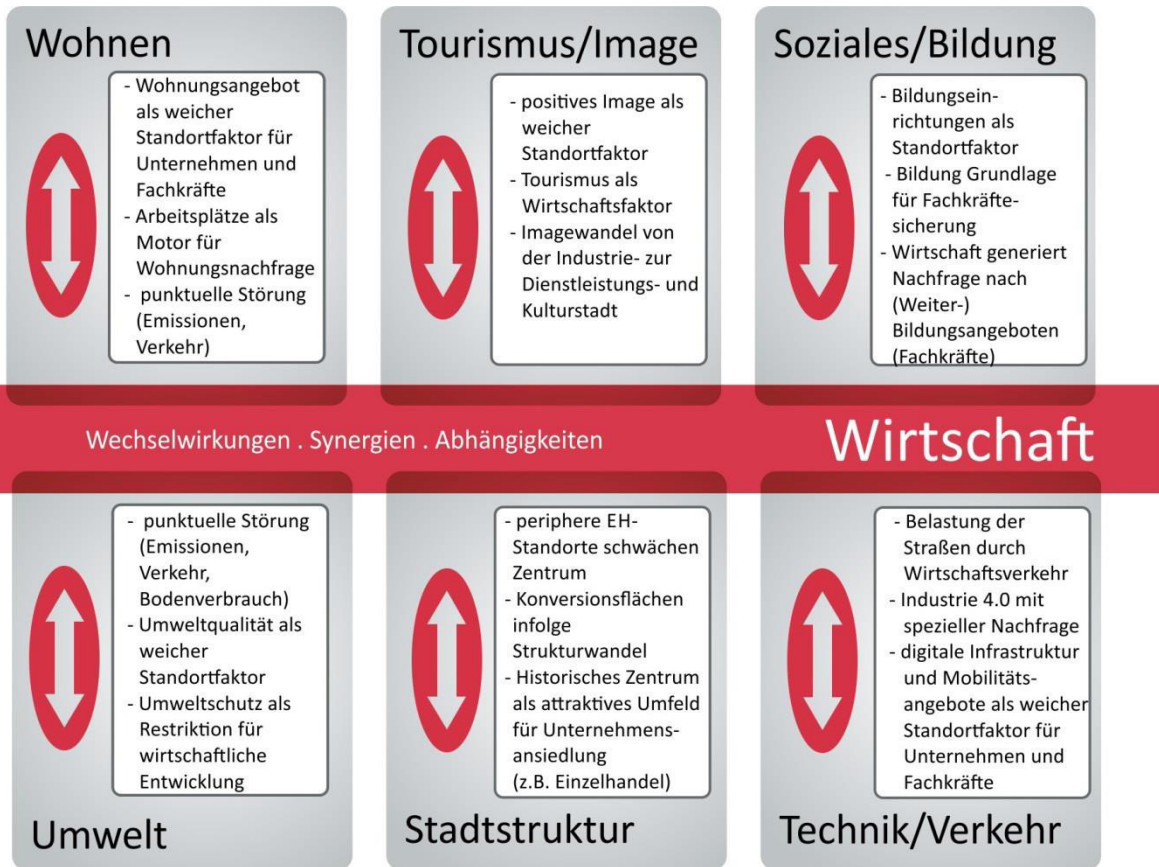 Wohnen
- Wohnungsangebot
als weicher
Standortfaktor für
Unternehmen und
Fachkräfte
- Arbeitsplätze als
Motor für
Wohnungsnachfrage
- punktuelle Störung
(Emissionen,
Verkehr)
Tourismus/Image
- positives Image als
weicher
Standortfaktor
- Tourismus als
Wirtschaftsfaktor
- Imagewandel von
der Industrie- zur
Dienstleistungs- und
Kulturstadt
Soziales/Bildung
- Bildungsein-
richtungen als
Standortfaktor
- Bildung Grundlage
für Fachkräfte-
sicherung
- Wirtschaft generiert
Nachfrage nach
(Weiter-)
Bildungsangeboten
(Fachkräfte)
Wechselwirkungen . Synergien . Abhängigkeiten
Wirtschaft
- punktuelle Störung
(Emissionen,
Verkehr,
Bodenverbrauch)
- Umweltqualität als
weicher
Standortfaktor
- Umweltschutz als
Restriktion für
wirtschaftliche
Entwicklung
Umwelt
- periphere EH-
Standorte schwächen
Zentrum
- Konversionsflächen
infolge
Strukturwandel
- Historisches Zentrum
als attraktives Umfeld
für Unternehmens-
ansiedlung
(z.B. Einzelhandel)
Stadtstruktur
- Belastung der
Straßen durch
Wirtschaftsverkehr
- Industrie 4.0 mit
spezieller Nachfrage
- digitale Infrastruktur
und Mobilitäts-
angebote als weicher
Standortfaktor für
Unternehmen und
Fachkräfte
Technik/Verkehr